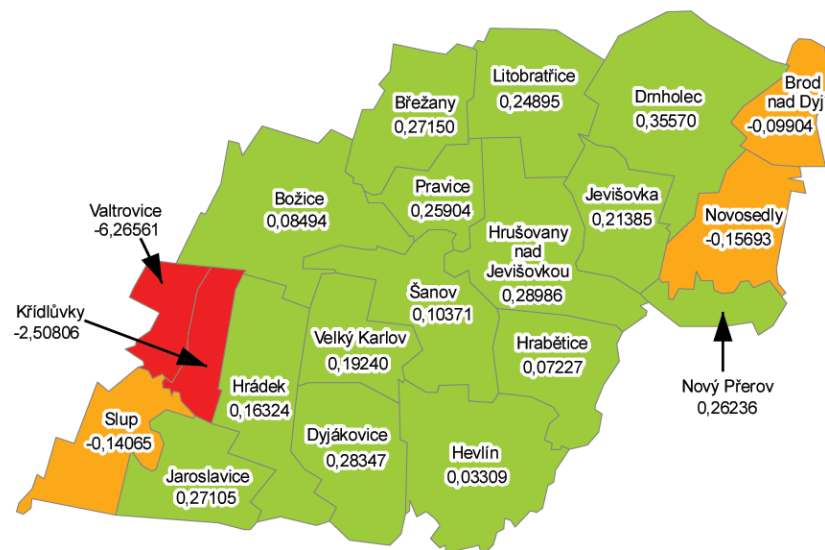 Litobratřice
0,24895
Brod
nad Dyj
-0,09904
Drnholec
0,35570
Břežany
0,27150
Pravice
0,25904
Jevišovka
0,21385
Božice
0,08494
Valtrovice
-6,26561
Novosedly
-0,15693
Hrušovany
nad
Jevišovkou
0,28986
Šanov
0,10371
Křídlůvky
-2,50806
Velký Karlov
0,19240
Hrabětice
0,07227
Hrádek
0,16324
Nový Přerov
0,26236
Slup
-0,14065
Dyjákovice
0,28347
Hevlín
0,03309
Jaroslavice
0,27105